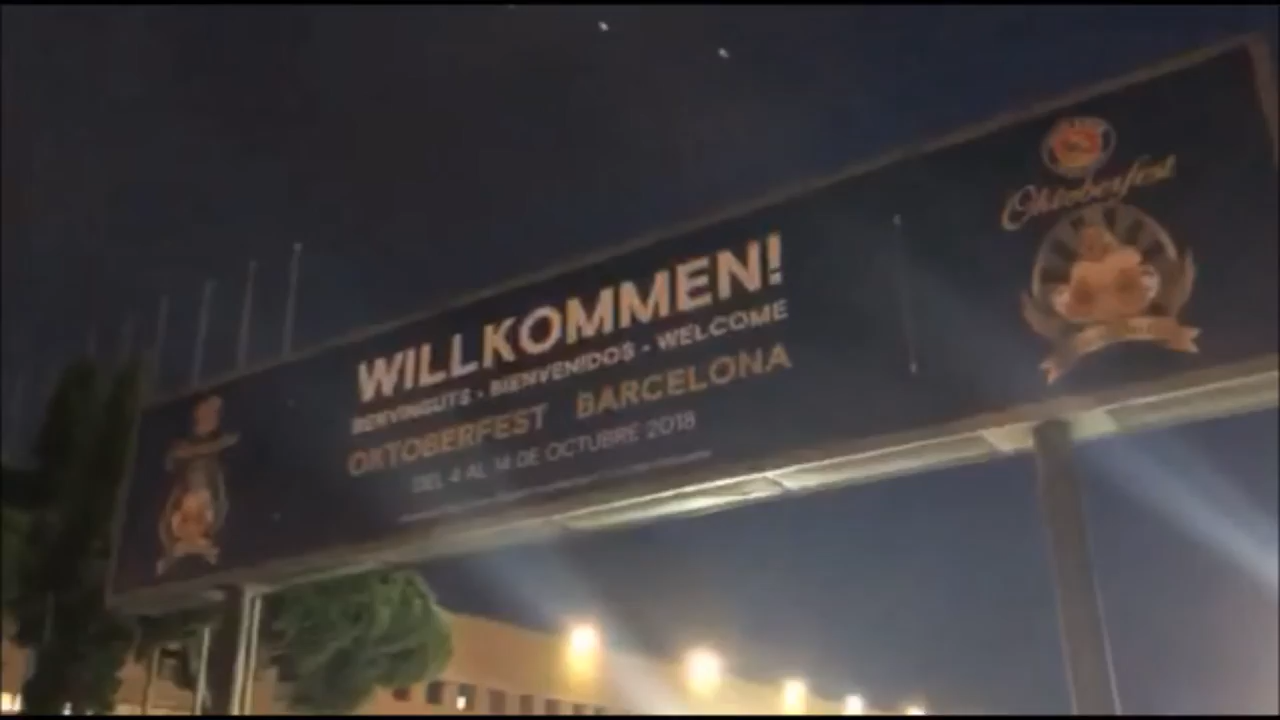 WILLKOMMEN!
BENVINGUTS - BIENVENIDOS - WELCOME
OKTOBERFEST BARCELONA
DEL 4 AL 14 DE OCTUBRE 2018
Oktoberfest